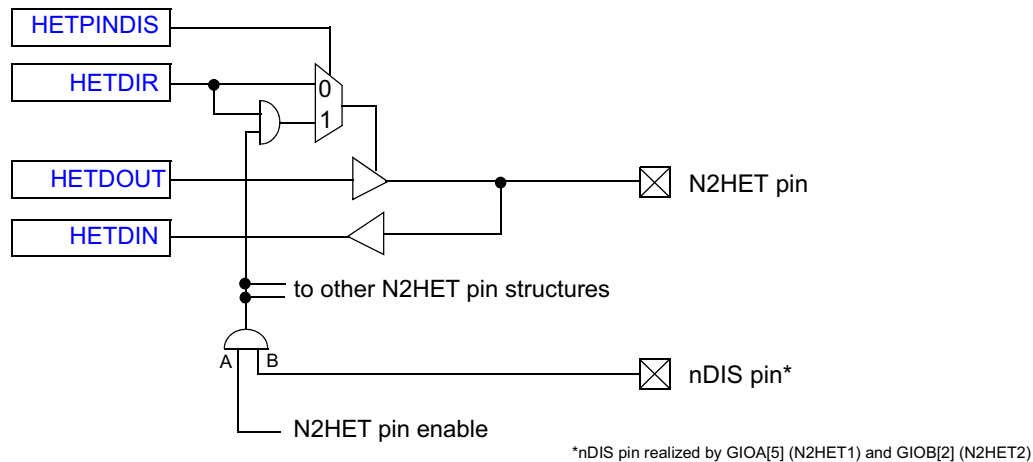 HETPINDIS
HETDIR
0
1
HETDOUT
N2HET pin
HETDIN
to other N2HET pin structures
A
B
nDIS pin*
N2HET pin enable
*nDIS pin realized by GIOA[5] (N2HET1) and GIOB[2] (N2HET2)